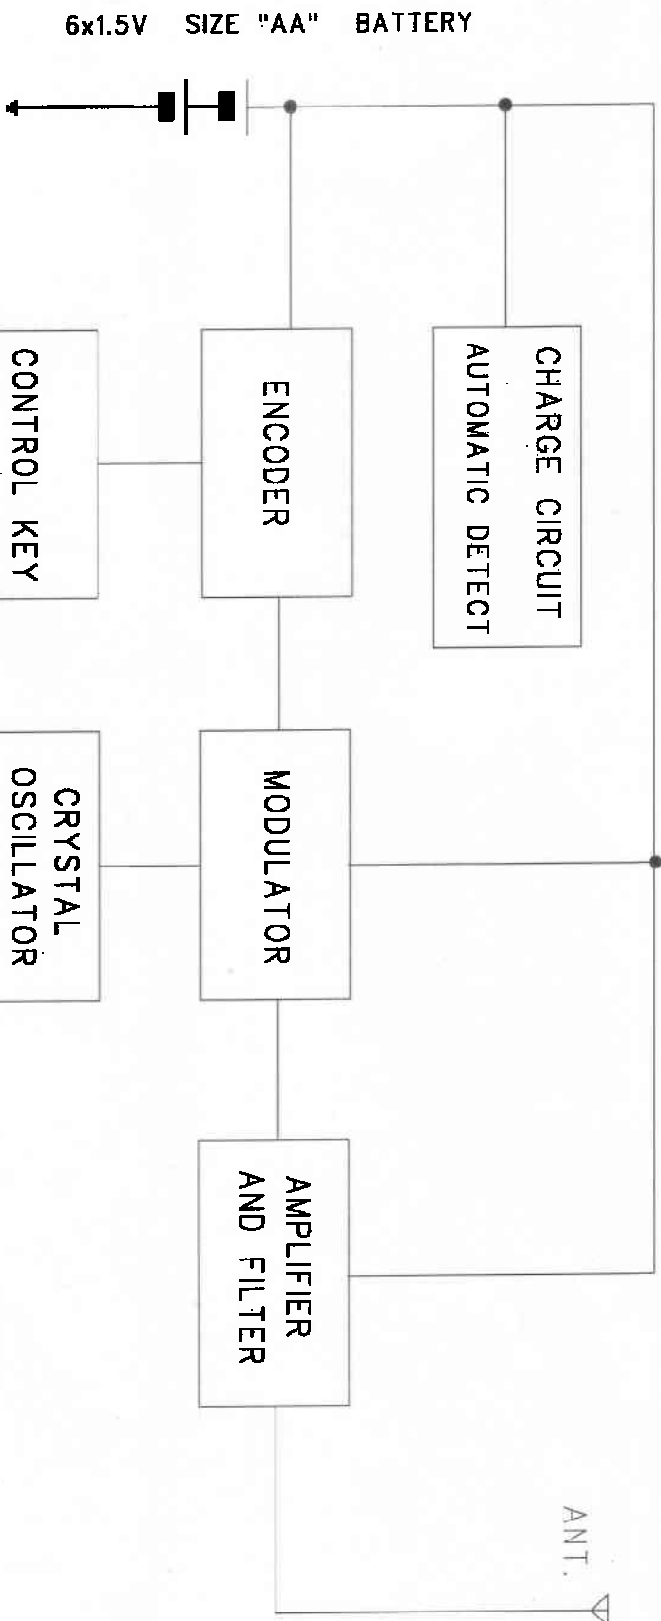 6x1.5V SIZE "AA" BATTERY
CHARGE CIRCUIT
AUTOMATIC DETECT
ENCODER
CONTROL KEY
MODULATOR
CRYSTAL
OSCILLATOR
AMPLIFIER
AND FILTER
ANT.